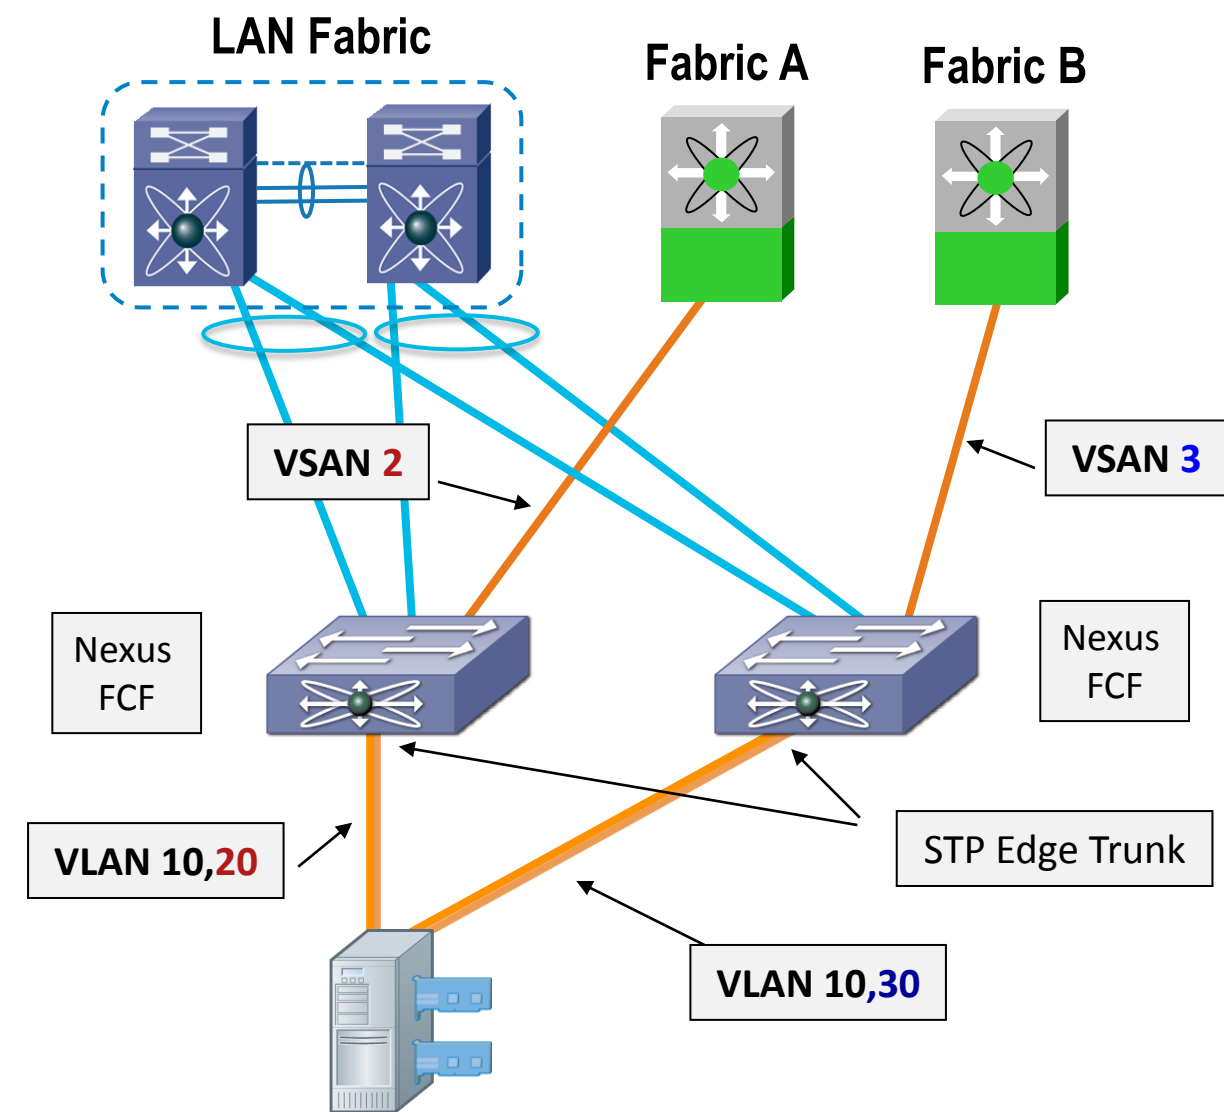 LAN Fabric
Fabric A
Fabric B
VSAN 2
VSAN 3
Nexus
FCF
Nexus
FCF
VLAN 10,20
STP Edge Trunk
VLAN 10,30